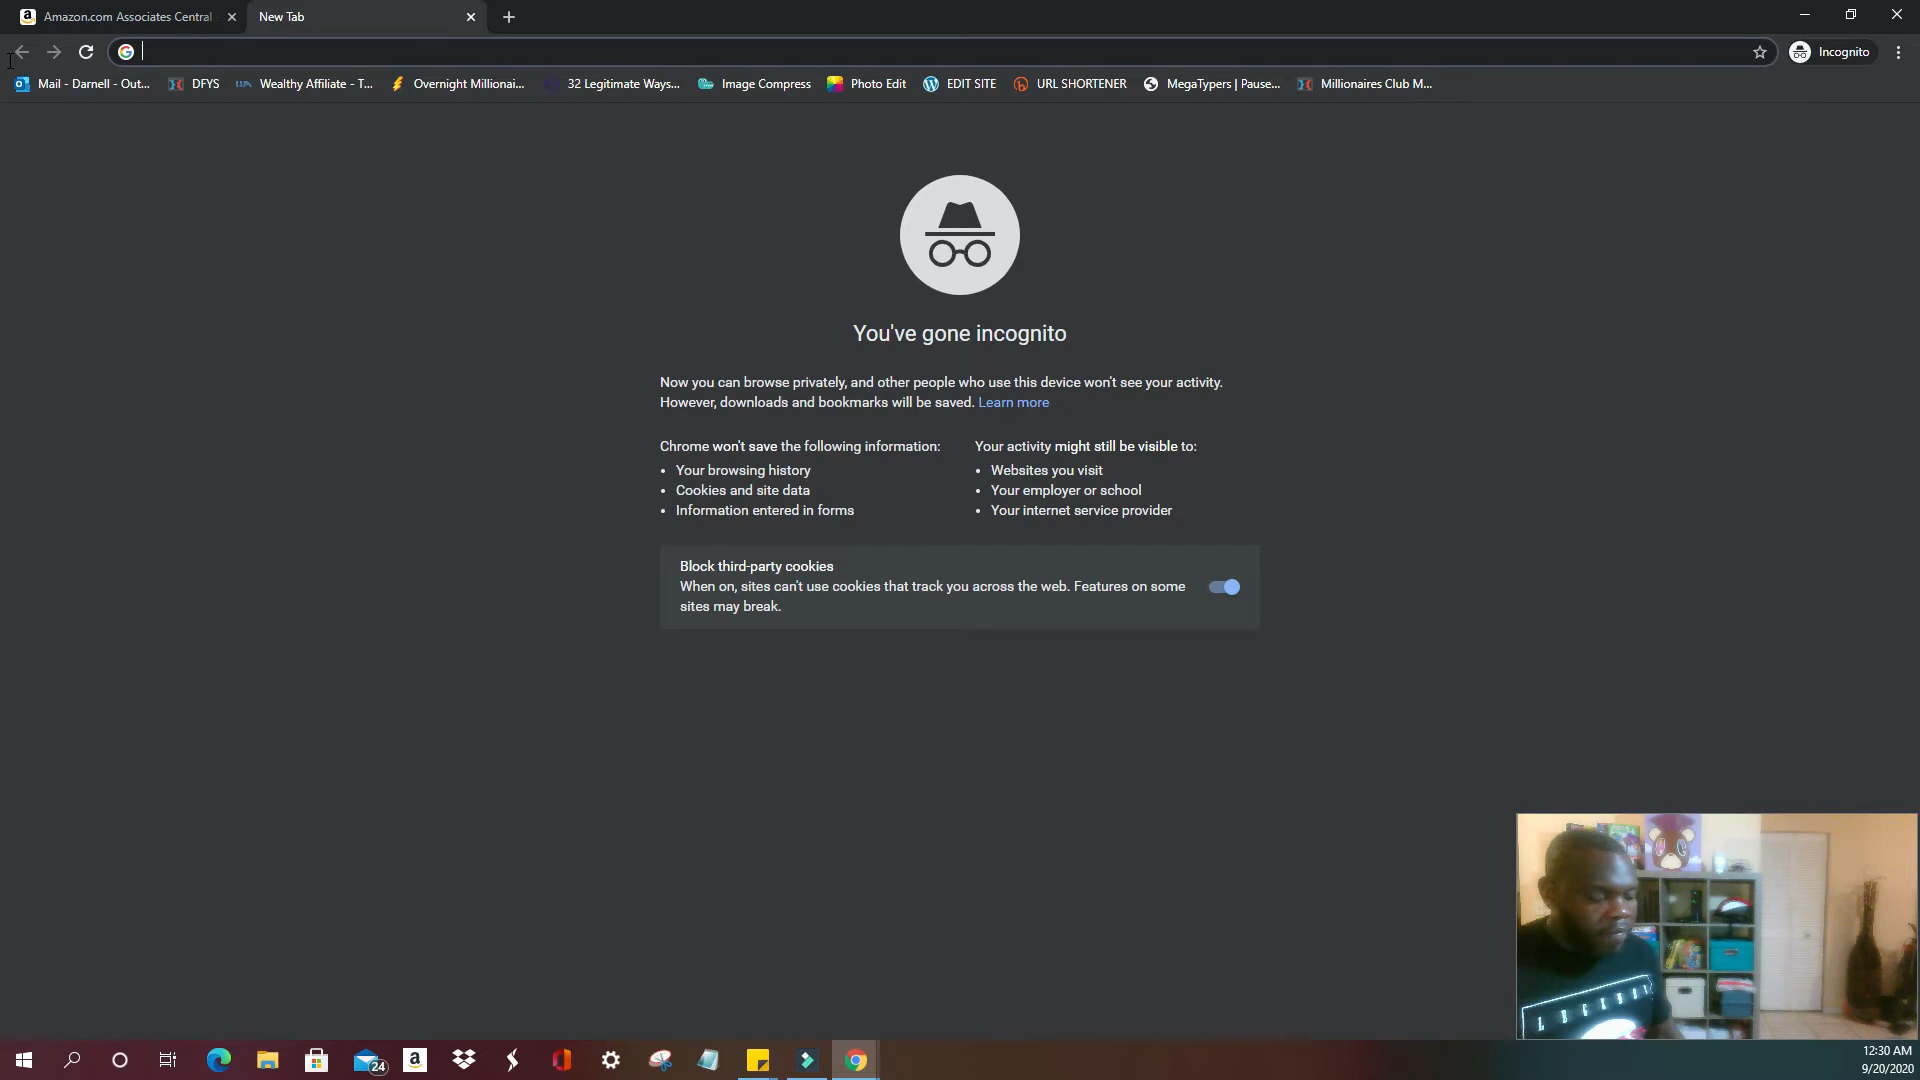 Amazon.com Associates Central
New Tab
Incognito
Mail - Darnell - Out...
DFYS
Wealthy Affiliate - T...
Overnight Millionai...
32 Legitimate Ways...
Image Compress
Photo Edit
EDIT SITE
URL SHORTENER
MegaTypers | Pause...
Millionaires Club M...
You've gone incognito
Now you can browse privately, and other people who use this device won't see your activity.
However, downloads and bookmarks will be saved. Learn more
Chrome won't save the following information:
• Your browsing history
• Cookies and site data
• Information entered in forms
Your activity might still be visible to:
• Websites you visit
• Your employer or school
• Your internet service provider
Block third-party cookies
When on, sites can't use cookies that track you across the web. Features on some
sites may break.
24
12:30 AM
9/20/2020